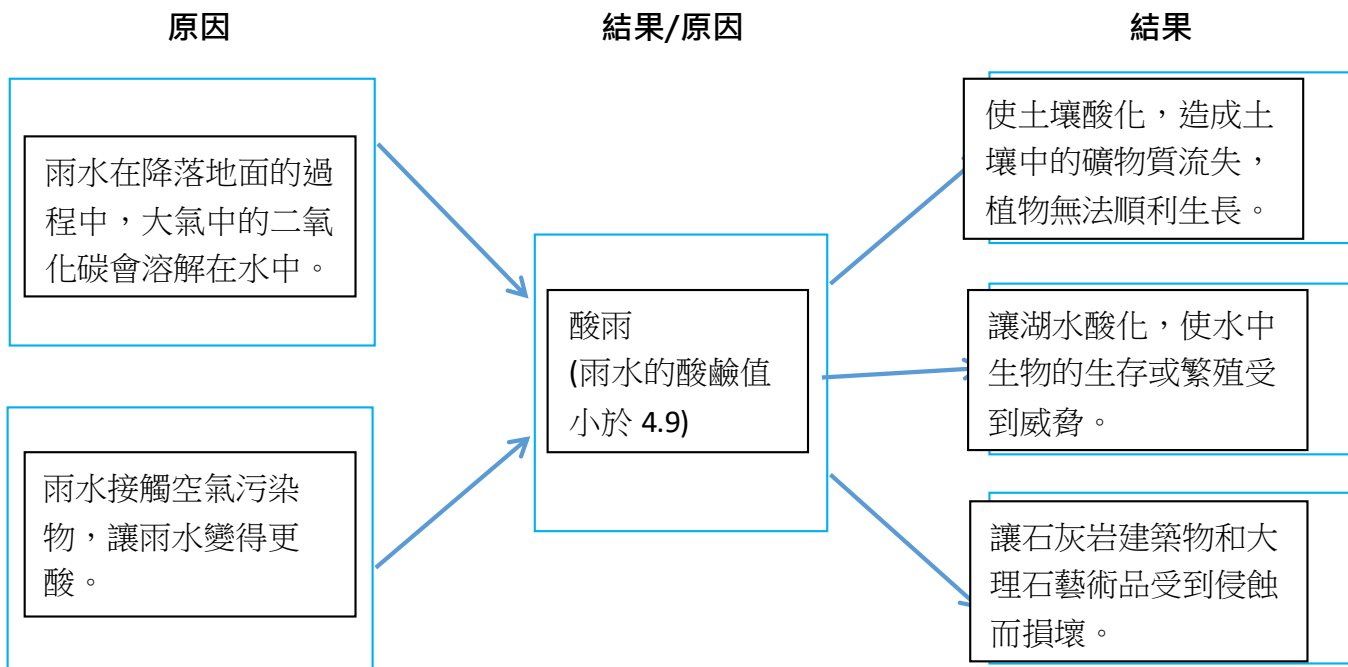 原因
結果/原因
結果
雨水在降落地面的過
程中，大氣中的二氧
化碳會溶解在水中。
雨水接觸空氣污染
物，讓雨水變得更
酸。
酸雨
(雨水的酸鹼值
小於 4.9)
使土壤酸化，造成土
壤中的礦物質流失，
植物無法順利生長。
讓湖水酸化，使水中
生物的生存或繁殖受
到威脅。
讓石灰岩建築物和大
理石藝術品受到侵蝕
而損壞。